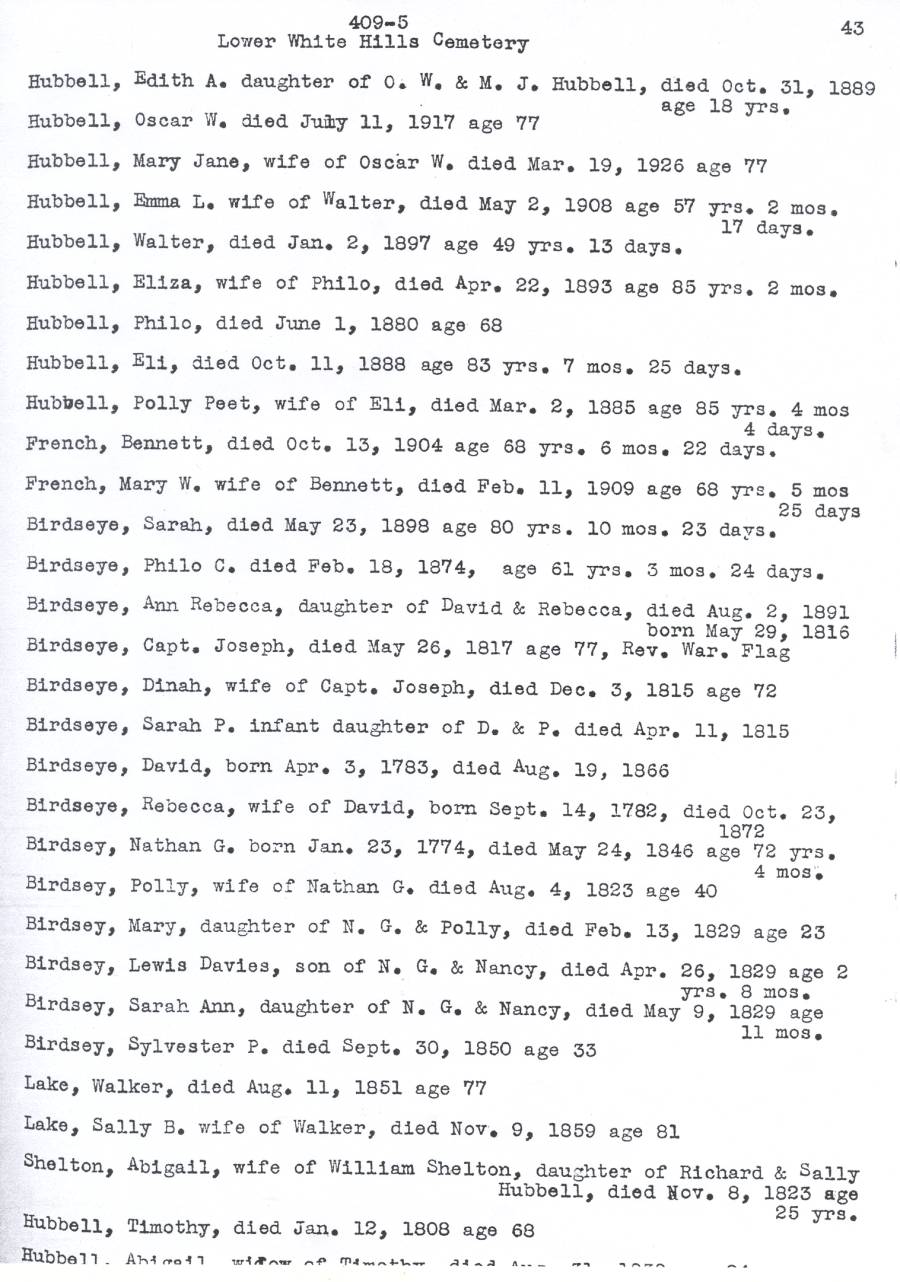 409-5
43
Lower White Hills Cemetery
Hubbell, Edith A. daughter of O. W. & M. J. Hubbell, died Oct. 31, 1889
age 18 yrs.
Hubbell, Oscar W. died July 11, 1917 age 77
Hubbell, Mary Jane, wife of Oscar W. died Mar. 19, 1926 age 77
Hubbell, Emma L. wife of Walter, died May 2, 1908 age 57 yrs. 2 mos.
17 days.
Hubbell, Walter, died Jan. 2, 1897 age 49 yrs. 13 days.
Hubbell, Eliza, wife of Philo, died Apr. 22, 1893 age 85 yrs. 2 mos.
Hubbell, Philo, died June 1, 1880 age 68
Hubbell, Eli, died Oct. 11, 1888 age 83 yrs. 7 mos. 25 days.
Hubbell, Polly Peet, wife of Eli, died Mar. 2, 1885 age 85 yrs. 4 mos
4 days.
French, Bennett, died Oct. 13, 1904 age 68 yrs. 6 mos. 22 days.
French, Mary W. wife of Bennett, died Feb. 11, 1909 age 68 yrs. 5 mos
25 days
Birdseye, Sarah, died May 23, 1898 age 80 yrs. 10 mos. 23 days.
Birdseye, Philo C. died Feb. 18, 1874, age 61 yrs. 3 mos. 24 days.
Birdseye, Ann Rebecca, daughter of David & Rebecca, died Aug. 2, 1891
born May 29, 1816
Birdseye, Capt. Joseph, died May 26, 1817 age 77, Rev. War. Flag
Birdseye, Dinah, wife of Capt. Joseph, died Dec. 3, 1815 age 72
Birdseye, Sarah P. infant daughter of D. & P. died Apr. 11, 1815
Birdseye, David, born Apr. 3, 1783, died Aug. 19, 1866
Birdseye, Rebecca, wife of David, born Sept. 14, 1782, died Oct. 23,
1872
Birdsey, Nathan G. born Jan. 23, 1774, died May 24, 1846 age 72 yrs.
4 mos.
Birdsey, Polly, wife of Nathan G. died Aug. 4, 1823 age 40
Birdsey, Mary, daughter of N. G. & Polly, died Feb. 13, 1829 age 23
Birdsey, Lewis Davies, son of N. G. & Nancy, died Apr. 26, 1829 age 2
yrs. 8 mos.
Birdsey, Sarah Ann, daughter of N. G. & Nancy, died May 9, 1829 age
11 mos.
Birdsey, Sylvester P. died Sept. 30, 1850 age 33
Lake, Walker, died Aug. 11, 1851 age 77
Lake, Sally B. wife of Walker, died Nov. 9, 1859 age 81
Shelton, Abigail, wife of William Shelton, daughter of Richard & Sally
Hubbell, died Nov. 8, 1823 age
25 yrs.
Hubbell, Timothy, died Jan. 12, 1808 age 68
Hubbell, Abigail, widow of Timothy, died